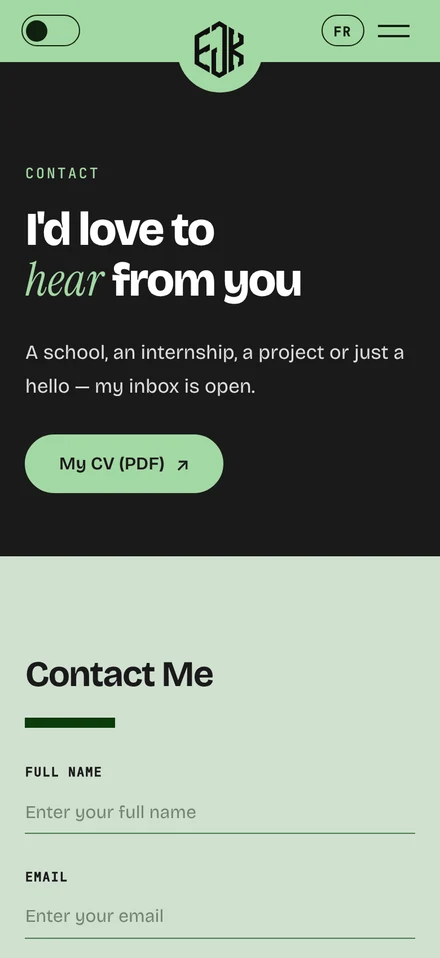 EJK
FR
CONTACT
I'd love to
hear from you
A school, an internship, a project or just a
hello — my inbox is open.
My CV (PDF) ↗
Contact Me
FULL NAME
Enter your full name
EMAIL
Enter your email